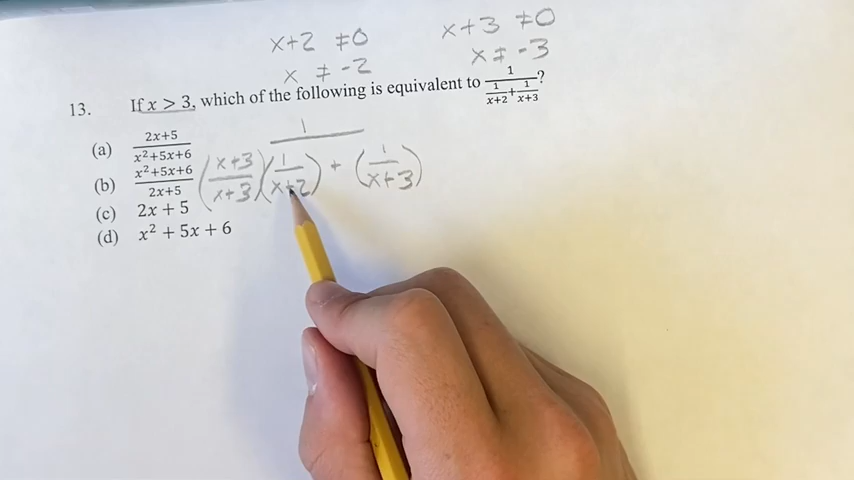 x+2 ≠0 x+3 ≠0
x ≠ -2 x ≠ -3
13. If x > 3, which of the following is equivalent to 1/(1/(x+2) + 1/(x+3))?
(a) (2x+5)/(x²+5x+6)
(b) (x²+5x+6)/(2x+5)
(c) 2x + 5
(d) x² + 5x + 6
1
((x+3)/(x+3)) (1/(x+2)) + (1/(x+3))